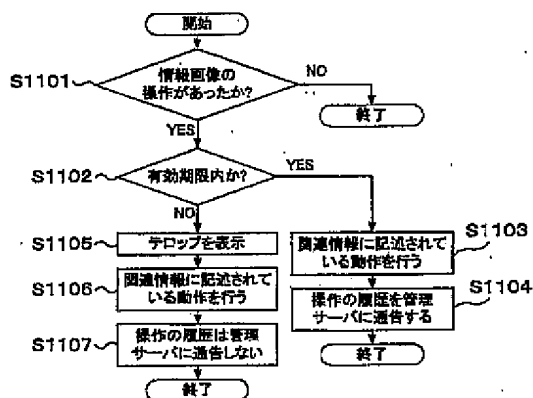 開始
S1101
情報画像の
操作があったか?
NO
終了
YES
S1102
有効期限内か?
YES
NO
S1105
テロップを表示
S1106
関連情報に記述されて
いる動作を行う
S1107
操作の履歴は管理
サーバに通告しない
終了
関連情報に記述されて
いる動作を行う
S1103
操作の履歴を管理
サーバに通告する
S1104
終了